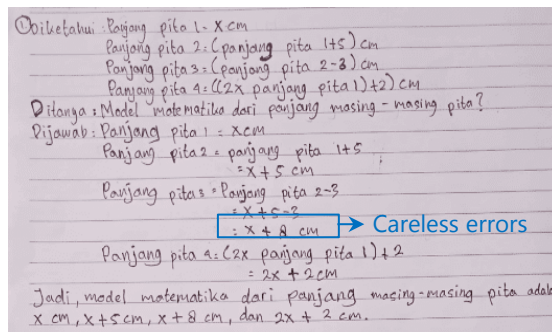 ① Diketahui : Panjang pita 1 = x cm
Panjang pita 2 = (panjang pita 1+5) cm
Panjang pita 3 = (panjang pita 2-3) cm
Panjang pita 4 = ((2x panjang pita 1)+2) cm
Ditanya : Model matematika dari panjang masing-masing pita?
Dijawab : Panjang pita 1 = x cm
Panjang pita 2 = panjang pita 1+5
= x + 5 cm
Panjang pita 3 = Panjang pita 2-3
= x + 5 - 3
= x + 8 cm → Careless errors
Panjang pita 4 = (2x panjang pita 1) + 2
= 2x + 2 cm
Jadi, model matematika dari panjang masing-masing pita adal
x cm, x + 5 cm, x + 8 cm, dan 2x + 2 cm.